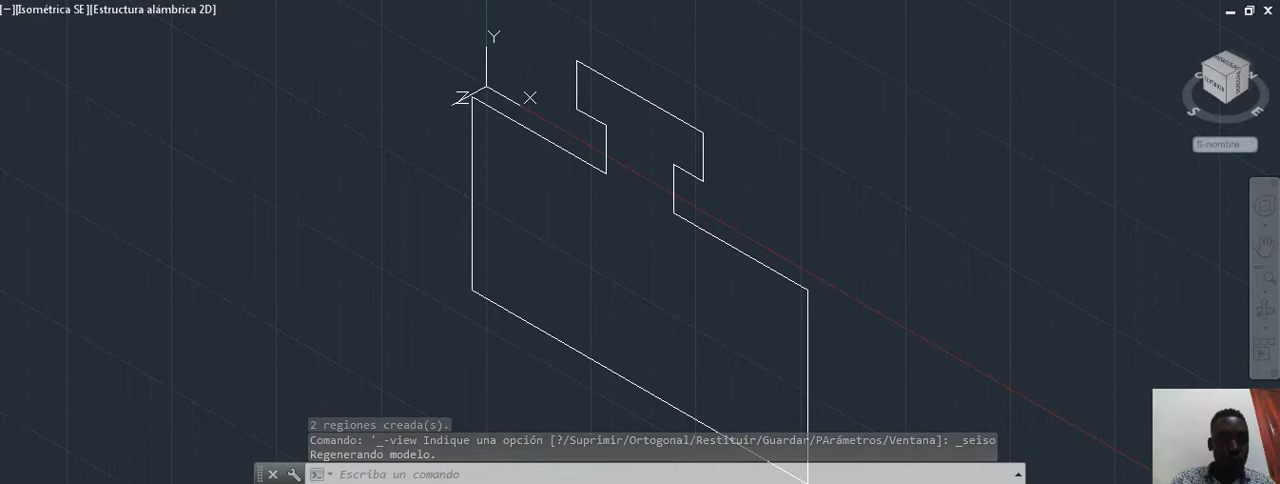 [−][Isométrica SE][Estructura alámbrica 2D]
Y
Z
X
S
E
S-nombre
2 regiones creada(s).
Comando: '_-view Indique una opción [?/Suprimir/Ortogonal/Restituir/Guardar/PArámetros/Ventana]: _seiso
Regenerando modelo.
Escriba un comando